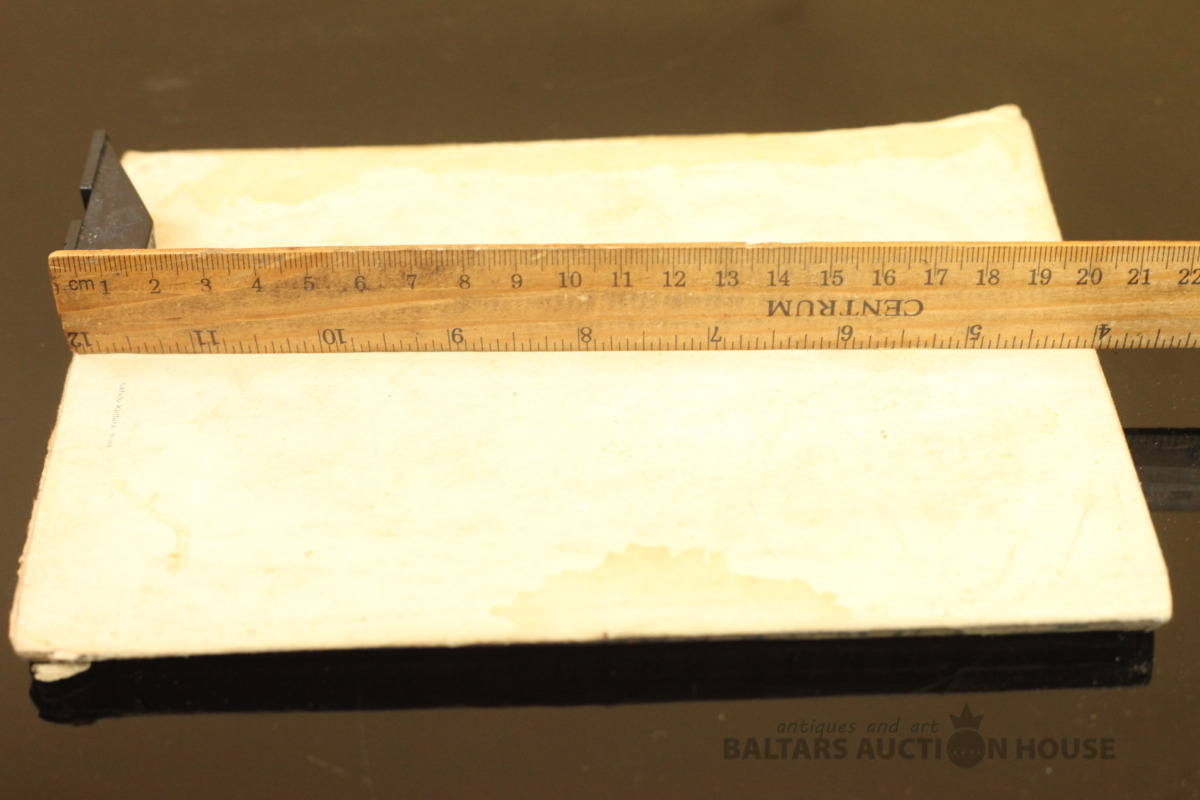 cm 1 2 3 4 5 6 7 8 9 10 11 12 13 14 15 16 17 18 19 20 21 22
CENTRUM
12 11 10 9 8 7 6 5 4
antiques and art
BALTARS AUCTION HOUSE